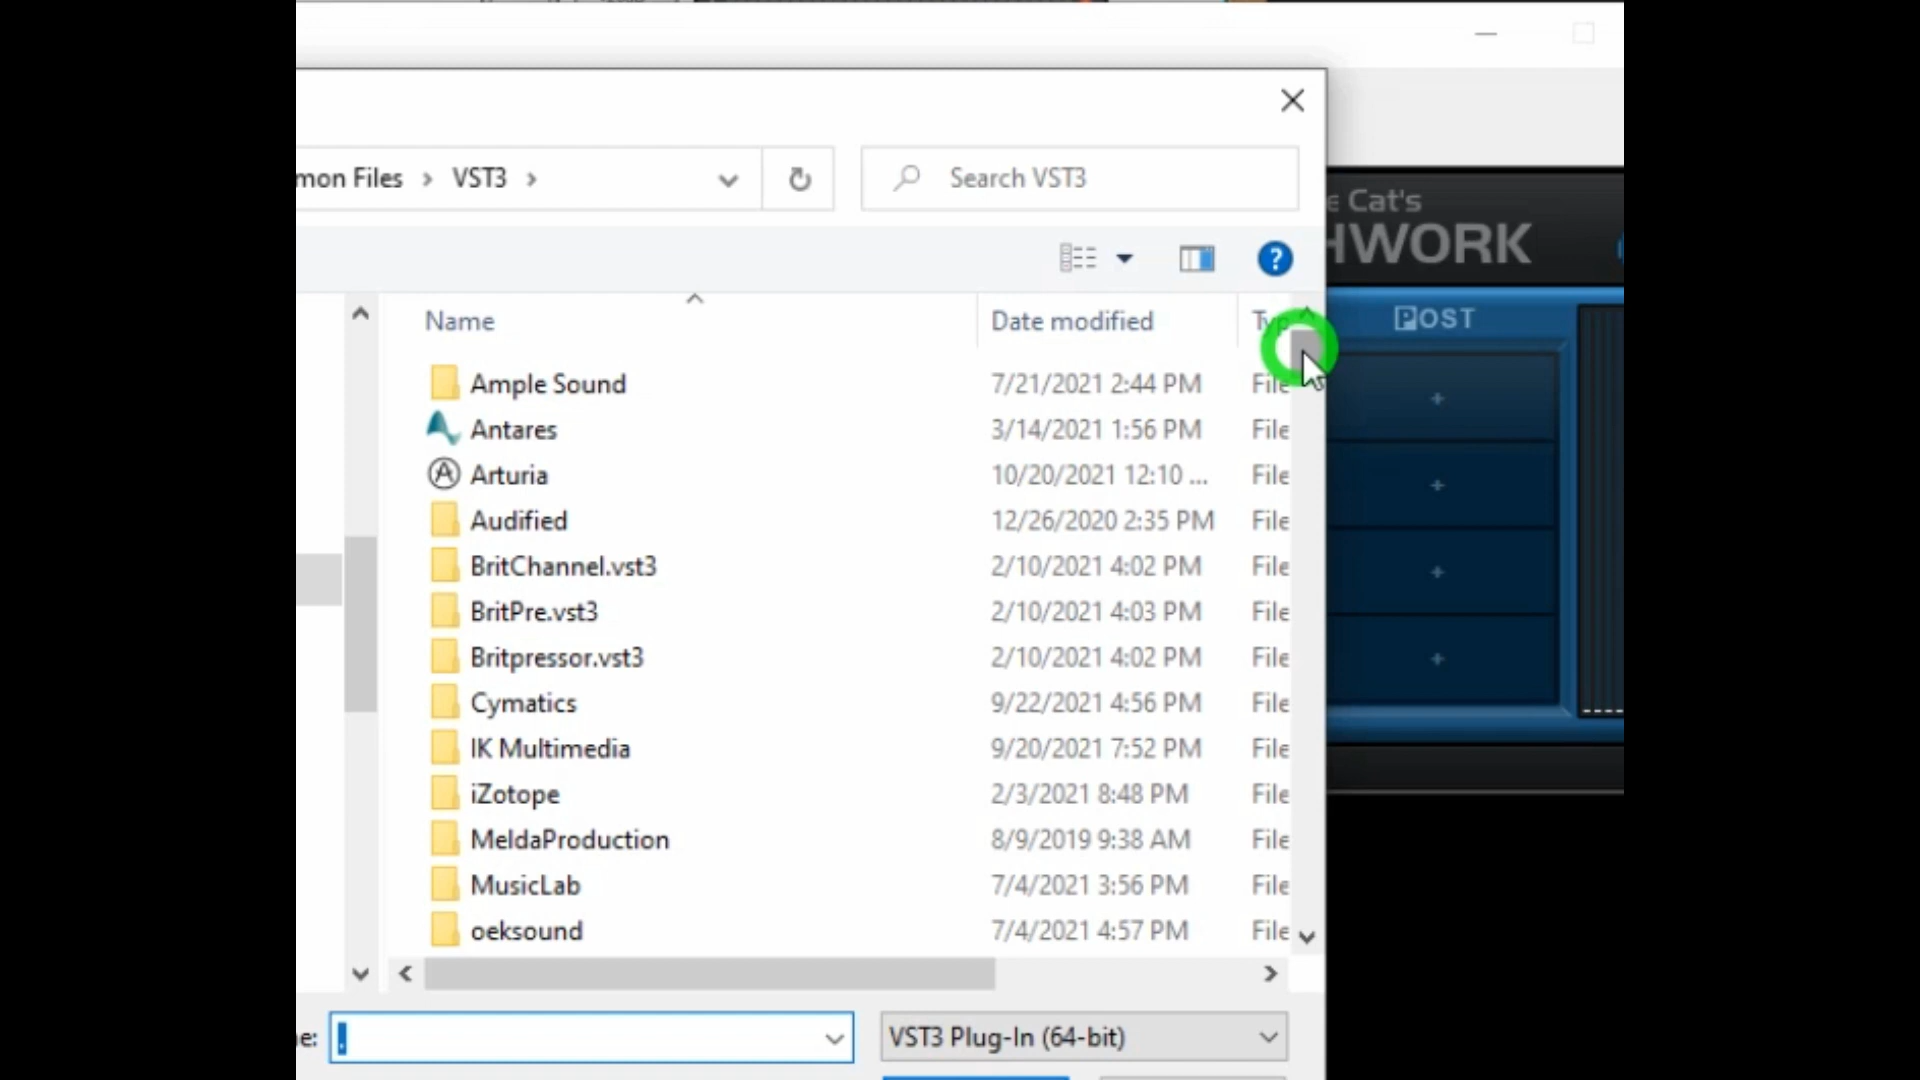 mon Files > VST3 >
Search VST3
e Cat's
HWORK
?
Name
Date modified
Typ
POST
Ample Sound 7/21/2021 2:44 PM File
Antares 3/14/2021 1:56 PM File
Arturia 10/20/2021 12:10 ... File
Audified 12/26/2020 2:35 PM File
BritChannel.vst3 2/10/2021 4:02 PM File
BritPre.vst3 2/10/2021 4:03 PM File
Britpressor.vst3 2/10/2021 4:02 PM File
Cymatics 9/22/2021 4:56 PM File
IK Multimedia 9/20/2021 7:52 PM File
iZotope 2/3/2021 8:48 PM File
MeldaProduction 8/9/2019 9:38 AM File
MusicLab 7/4/2021 3:56 PM File
oeksound 7/4/2021 4:57 PM File
e: .
VST3 Plug-In (64-bit)